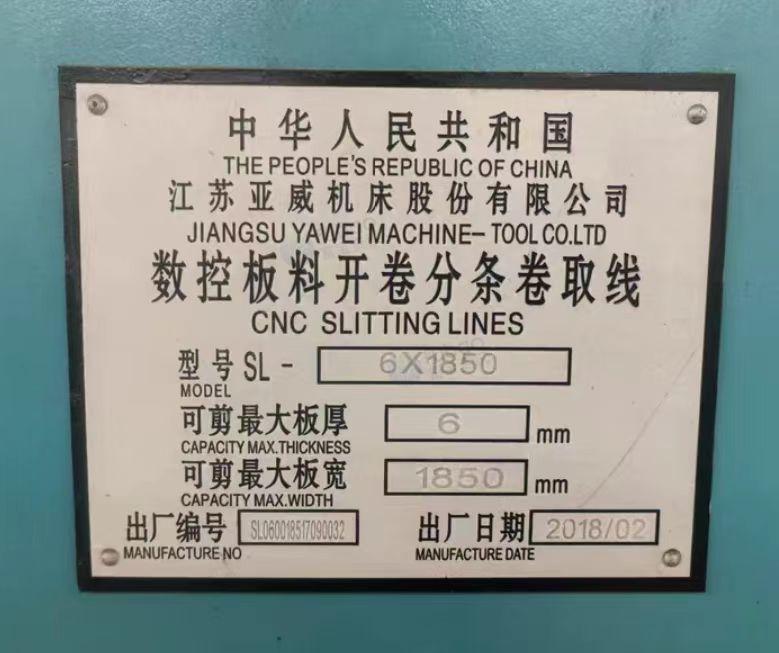 中华人民共和国
THE PEOPLE'S REPUBLIC OF CHINA
江苏亚威机床股份有限公司
JIANGSU YAWEI MACHINE-TOOL CO.LTD
数控板料开卷分条卷取线
CNC SLITTING LINES
型号 SL- 6X1850
MODEL
可剪最大板厚 6 mm
CAPACITY MAX.THICKNESS
可剪最大板宽 1850 mm
CAPACITY MAX.WIDTH
出厂编号 SL060018517090032 出厂日期 2018/02
MANUFACTURE NO MANUFACTURE DATE